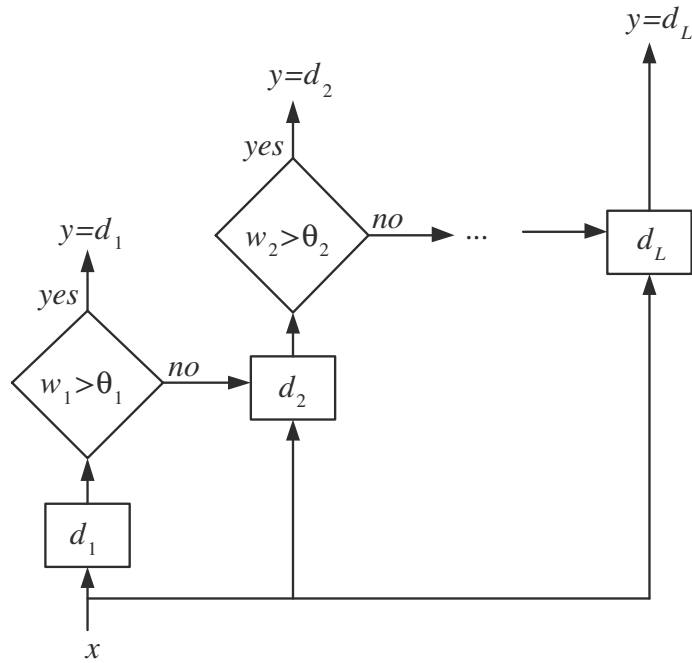 y=d_L
y=d_2
yes
w_2>θ_2
no
...
d_L
y=d_1
yes
w_1>θ_1
no
d_2
d_1
x